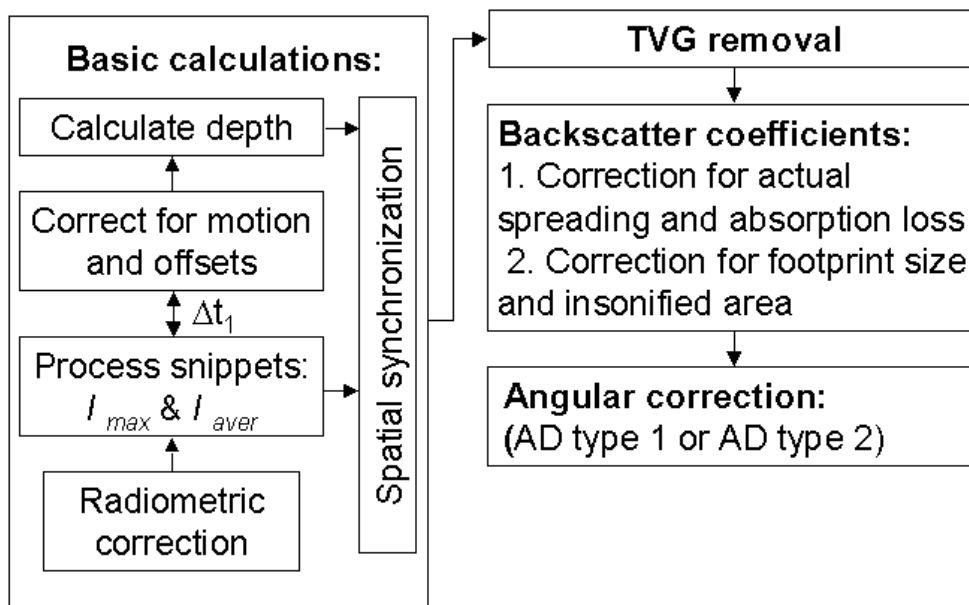 Basic calculations:
Calculate depth
Correct for motion
and offsets
Δt1
Process snippets:
I max & I aver
Radiometric
correction
Spatial synchronization
TVG removal
Backscatter coefficients:
1. Correction for actual
spreading and absorption loss
2. Correction for footprint size
and insonified area
Angular correction:
(AD type 1 or AD type 2)